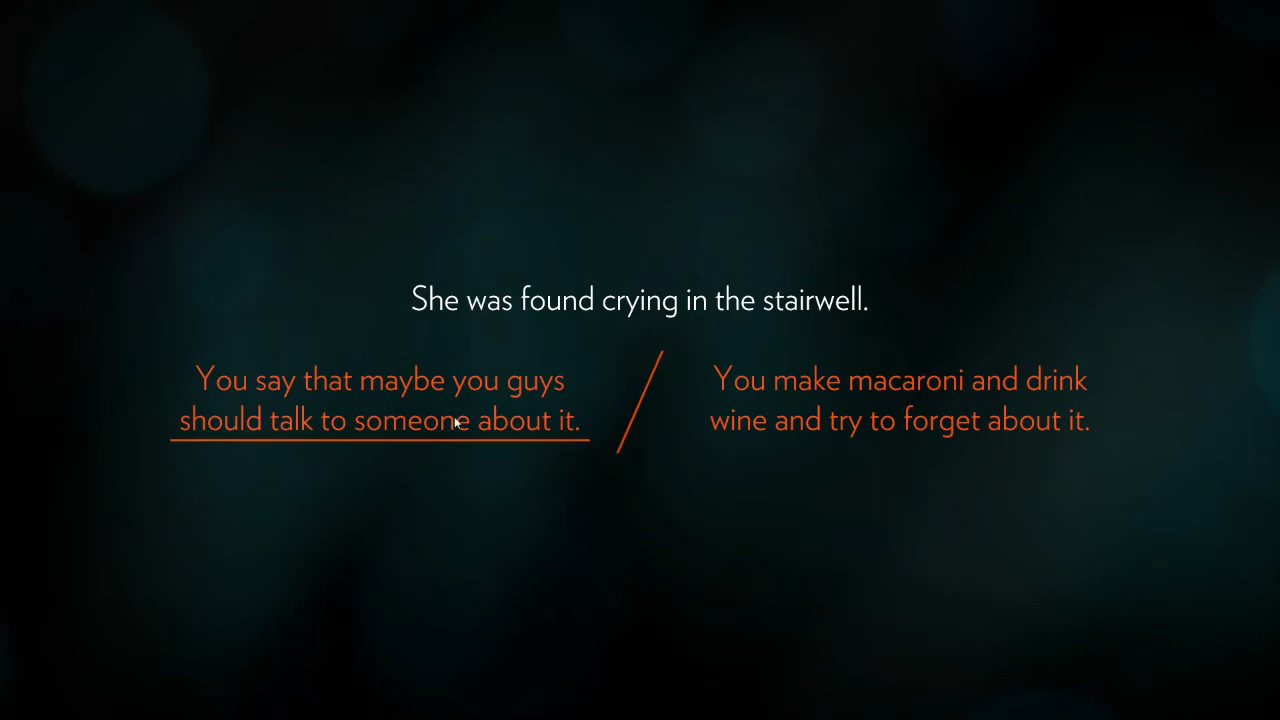 She was found crying in the stairwell.
You say that maybe you guys
should talk to someone about it.
You make macaroni and drink
wine and try to forget about it.